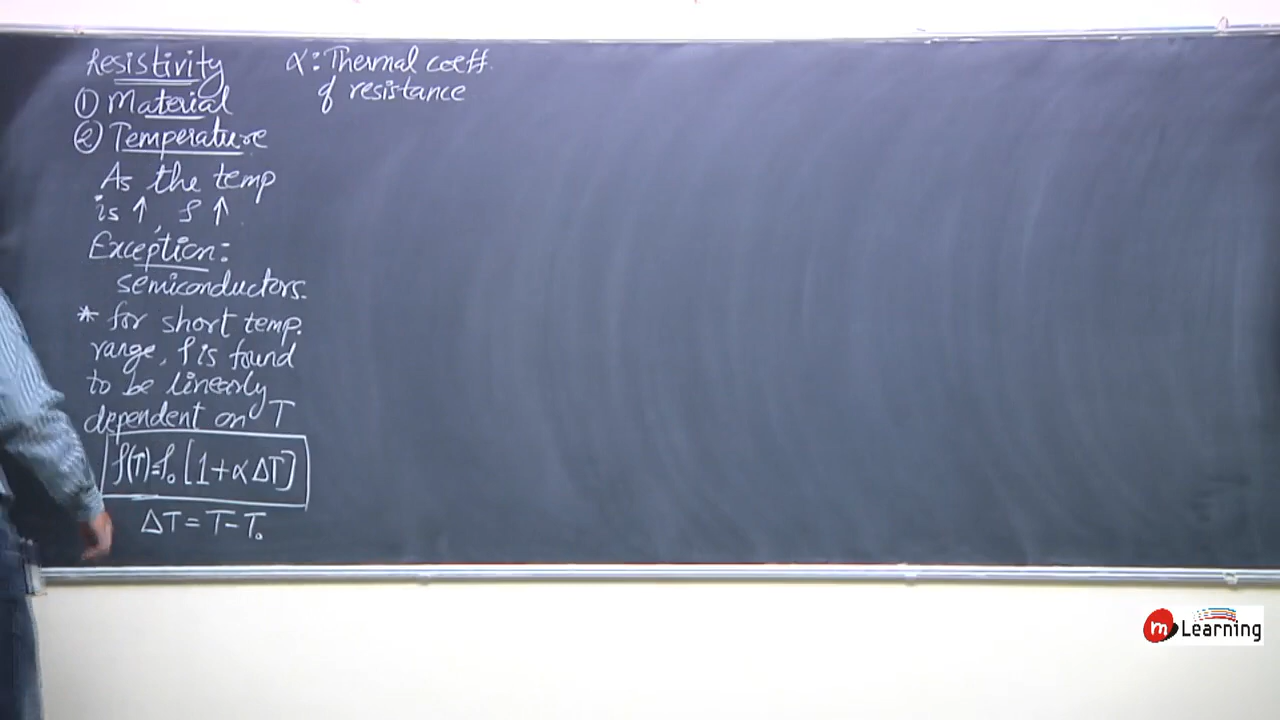 Resistivity
① Material
② Temperature
As the temp
is ↑, ρ ↑
Exception:
semiconductors.
* for short temp.
range, ρ is found
to be linearly
dependent on T
ρ(T)=ρ₀[1+αΔT]
ΔT=T-T₀
α: Thermal coeff.
of resistance
m Learning